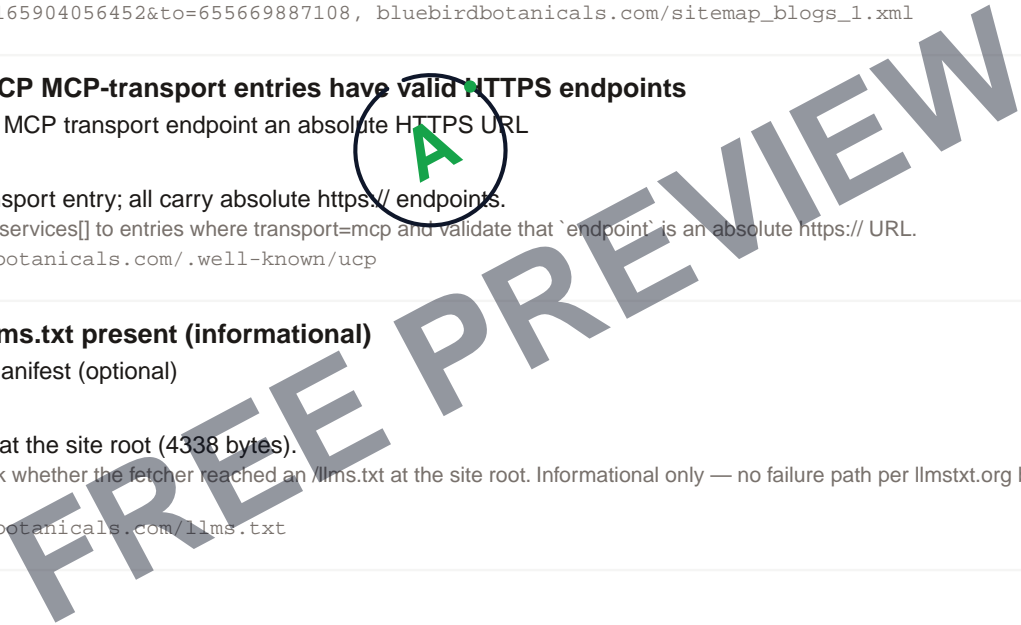 165904056452&to=655669887108, bluebirdbotanicals.com/sitemap_blogs_1.xml
CP MCP-transport entries have valid HTTPS endpoints
MCP transport endpoint an absolute HTTPS URL
A
sport entry; all carry absolute https:// endpoints.
services[] to entries where transport=mcp and validate that `endpoint` is an absolute https:// URL.
botanicals.com/.well-known/ucp
lms.txt present (informational)
anifest (optional)
at the site root (4338 bytes).
k whether the fetcher reached an /llms.txt at the site root. Informational only — no failure path per llmstxt.org
botanicals.com/llms.txt
FREE PREVIEW